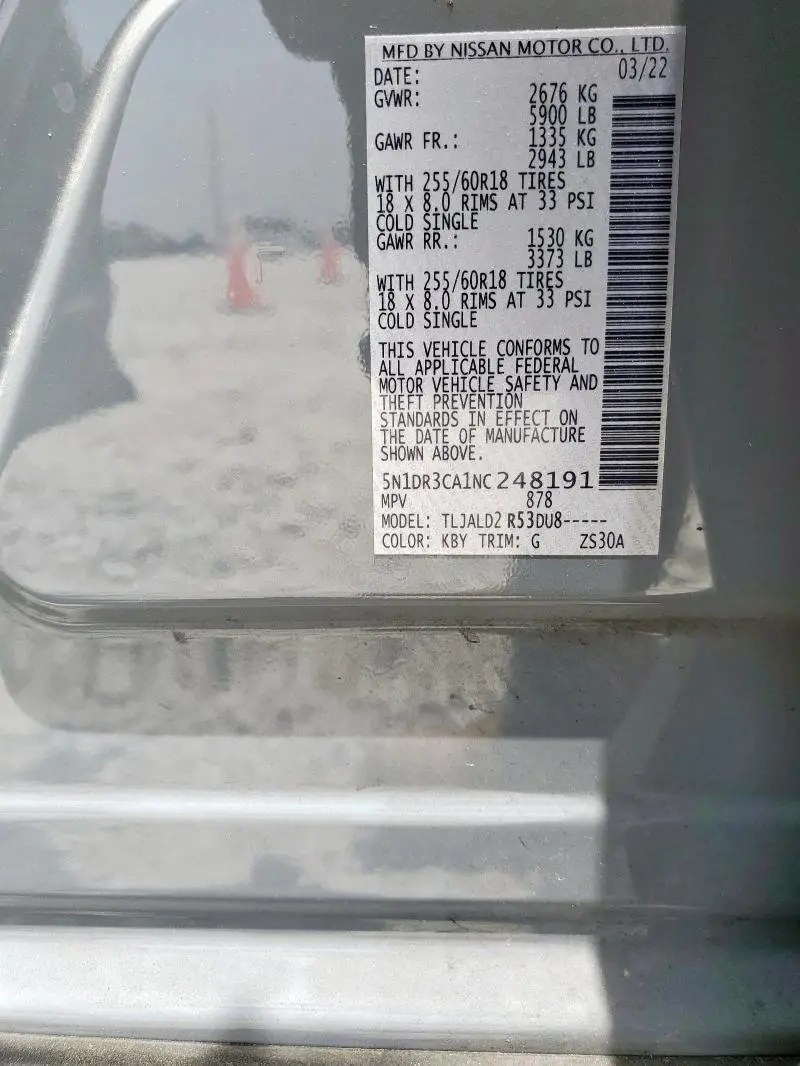 MFD BY NISSAN MOTOR CO., LTD.
DATE: 03/22
GVWR: 2676 KG
5900 LB
GAWR FR.: 1335 KG
2943 LB
WITH 255/60R18 TIRES
18 X 8.0 RIMS AT 33 PSI
COLD SINGLE
GAWR RR.: 1530 KG
3373 LB
WITH 255/60R18 TIRES
18 X 8.0 RIMS AT 33 PSI
COLD SINGLE
THIS VEHICLE CONFORMS TO
ALL APPLICABLE FEDERAL
MOTOR VEHICLE SAFETY AND
THEFT PREVENTION
STANDARDS IN EFFECT ON
THE DATE OF MANUFACTURE
SHOWN ABOVE.
5N1DR3CA1NC248191
MPV 878
MODEL: TLJALD2 R53DU8-----
COLOR: KBY TRIM: G ZS30A